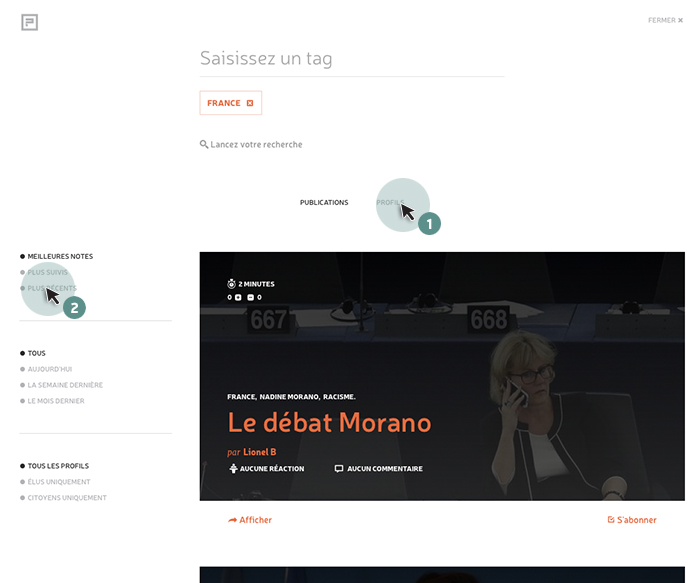 FERMER ×
Saisissez un tag
FRANCE
Lancez votre recherche
PUBLICATIONS
PROFILS
1
MEILLEURES NOTES
PLUS SUIVIS
PLUS RÉCENTS
2
TOUS
AUJOURD'HUI
LA SEMAINE DERNIÈRE
LE MOIS DERNIER
TOUS LES PROFILS
ÉLUS UNIQUEMENT
CITOYENS UNIQUEMENT
2 MINUTES
0 + − 0
667
668
FRANCE, NADINE MORANO, RACISME.
Le débat Morano
par Lionel B
AUCUNE RÉACTION
AUCUN COMMENTAIRE
Afficher
S'abonner